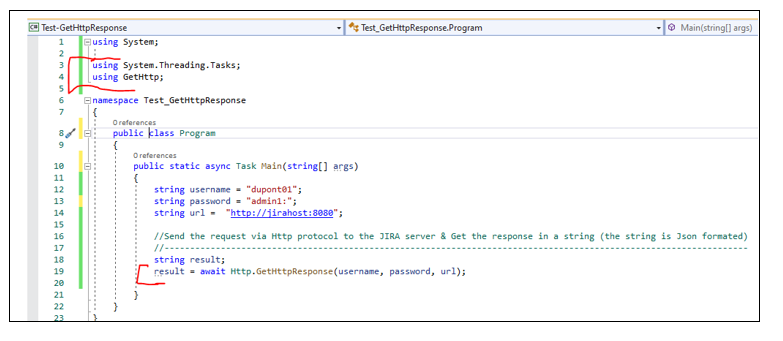 Test-GetHttpResponse Test_GetHttpResponse.Program Main(string[] args)
1 using System;
2
3 using System.Threading.Tasks;
4 using GetHttp;
5
6 namespace Test_GetHttpResponse
7 {
0 references
8 public class Program
9 {
0 references
10 public static async Task Main(string[] args)
11 {
12 string username = "dupont01";
13 string password = "admin1:";
14 string url =  "http://jirahost:8080";
15
16 //Send the request via Http protocol to the JIRA server & Get the response in a string (the string is Json formated)
17 //---------------------------------------------------------------------------------------------------------------
18 string result;
19 result = await Http.GetHttpResponse(username, password, url);
20
21 }
22 }
23 }